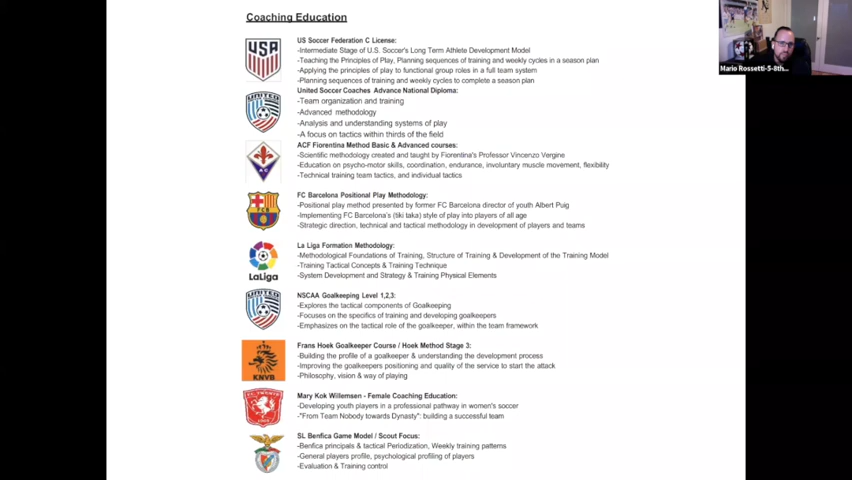 Coaching Education
US Soccer Federation C License:
-Intermediate Stage of U.S. Soccer's Long Term Athlete Development Model
-Teaching the Principles of Play, Planning sequences of training and weekly cycles in a season plan
-Applying the principles of play to functional group roles in a full team system
-Planning sequences of training and weekly cycles to complete a season plan
United Soccer Coaches Advance National Diploma:
-Team organization and training
-Advanced methodology
-Analysis and understanding systems of play
-A focus on tactics within thirds of the field
ACF Fiorentina Method Basic & Advanced courses:
-Scientific methodology created and taught by Fiorentina's Professor Vincenzo Vergine
-Education on psycho-motor skills, coordination, endurance, involuntary muscle movement, flexibility
-Technical training team tactics, and individual tactics
FC Barcelona Positional Play Methodology:
-Positional play method presented by former FC Barcelona director of youth Albert Puig
-Implementing FC Barcelona's (tiki taka) style of play into players of all age
-Strategic direction, technical and tactical methodology in development of players and teams
La Liga Formation Methodology:
-Methodological Foundations of Training, Structure of Training & Development of the Training Model
-Training Tactical Concepts & Training Technique
-System Development and Strategy & Training Physical Elements
NSCAA Goalkeeping Level 1,2,3:
-Explores the tactical components of Goalkeeping
-Focuses on the specifics of training and developing goalkeepers
-Emphasizes on the tactical role of the goalkeeper, within the team framework
Frans Hoek Goalkeeper Course / Hoek Method Stage 3:
-Building the profile of a goalkeeper & understanding the development process
-Improving the goalkeepers positioning and quality of the service to start the attack
-Philosophy, vision & way of playing
Mary Kok Willemsen - Female Coaching Education:
-Developing youth players in a professional pathway in women's soccer
-"From Team Nobody towards Dynasty": building a successful team
SL Benfica Game Model / Scout Focus:
-Benfica principals & tactical Periodization, Weekly training patterns
-General players profile, psychological profiling of players
-Evaluation & Training control
USA
UNITED
AC
FCB
LaLiga
UNITED
KNVB
F.C. TWENTE
Mario Rossetti-5-8th...